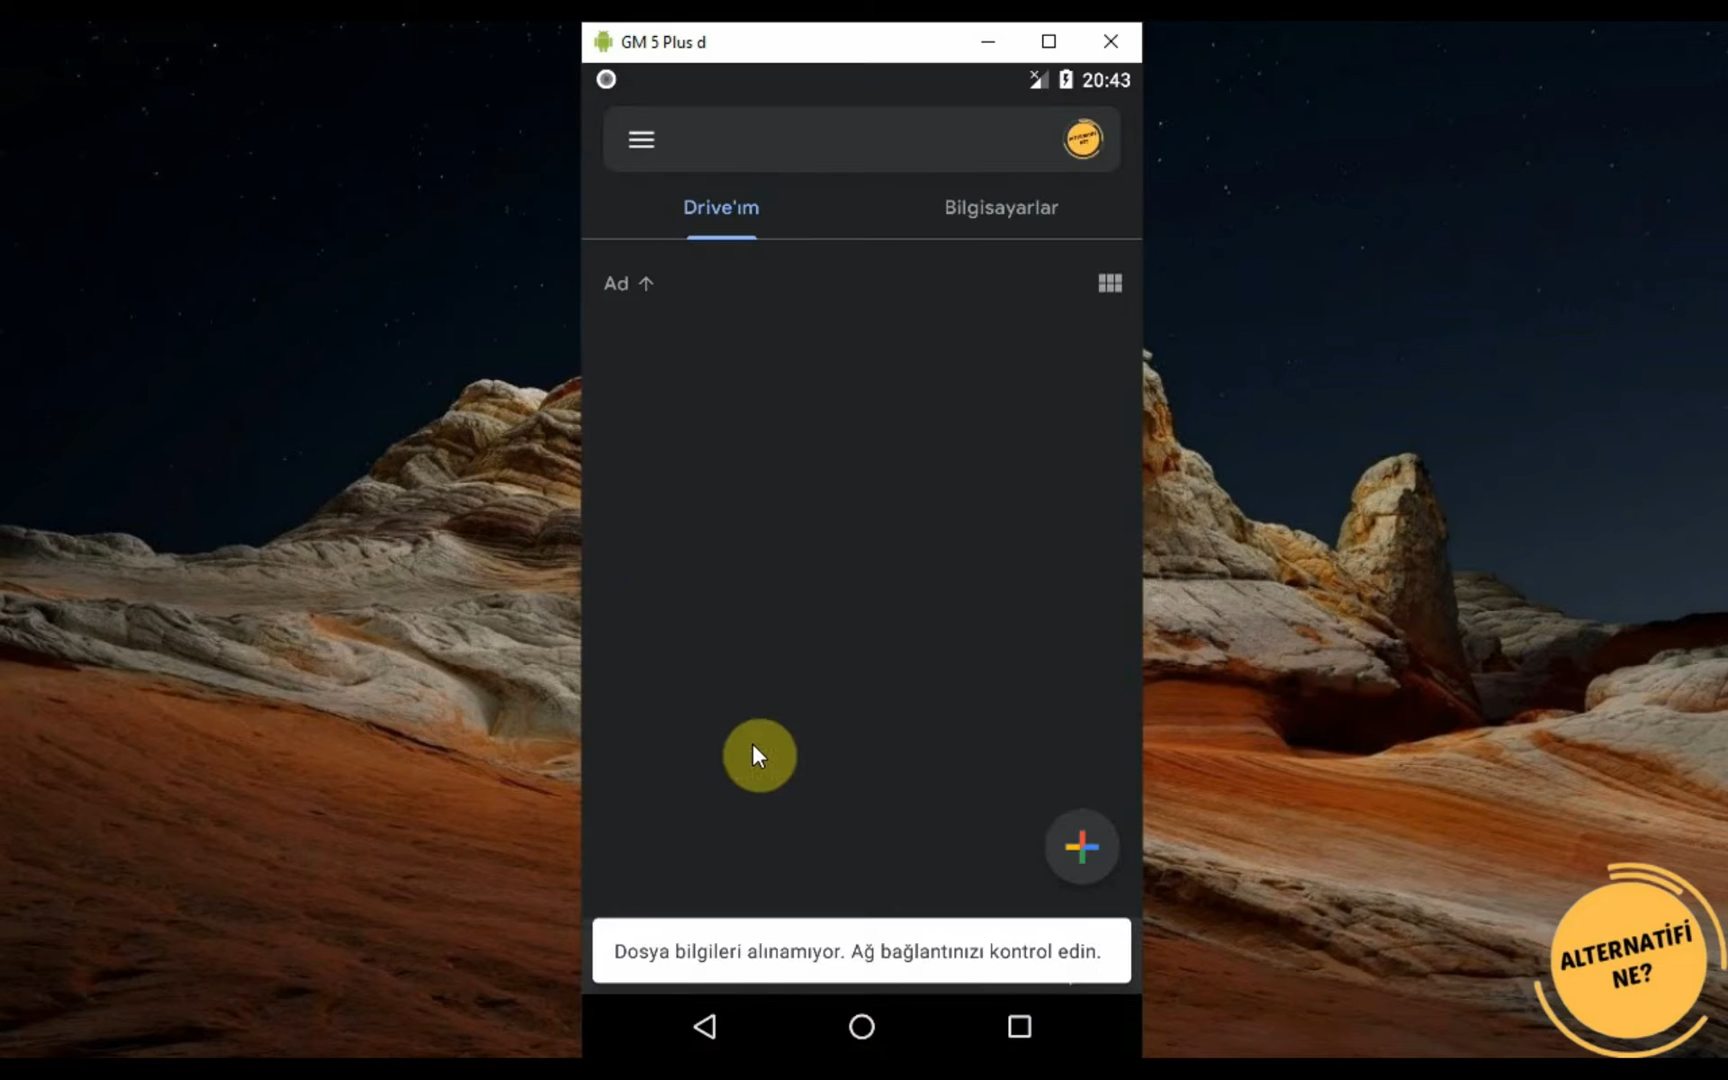 GM 5 Plus d
20:43
Drive'ım
Bilgisayarlar
Ad
Dosya bilgileri alınamıyor. Ağ bağlantınızı kontrol edin.
ALTERNATİFİ
NE?